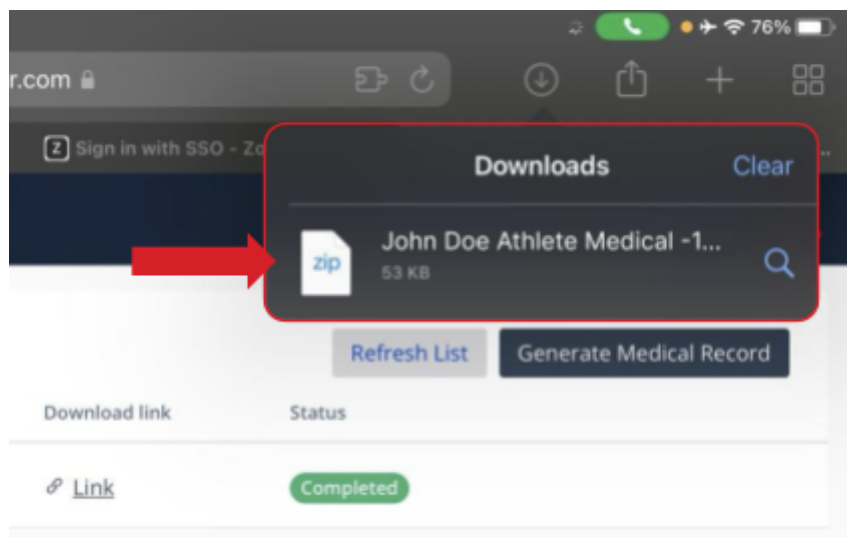 76%
r.com
Z Sign in with SSO - Zo
Downloads Clear
zip
John Doe Athlete Medical -1...
53 KB
Refresh List Generate Medical Record
Download link Status
Link Completed